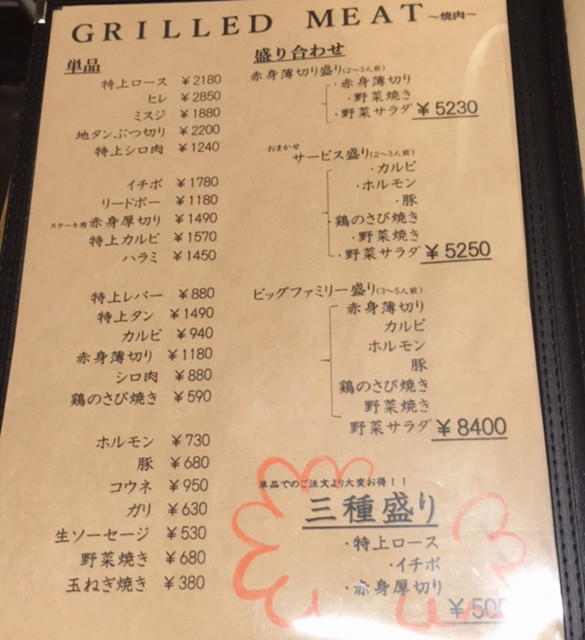 GRILLED MEAT ～焼肉～
単品
特上ロース ￥2180
ヒレ ￥2850
ミスジ ￥1880
地タンぶつ切り ￥2200
特上シロ肉 ￥1240
イチボ ￥1780
リードボー ￥1180
ステーキ用 赤身厚切り ￥1490
特上カルビ ￥1570
ハラミ ￥1450
特上レバー ￥880
特上タン ￥1490
カルビ ￥940
赤身薄切り ￥1180
シロ肉 ￥880
鶏のさび焼き ￥590
ホルモン ￥730
豚 ￥680
コウネ ￥950
ガリ ￥630
生ソーセージ ￥530
野菜焼き ￥680
玉ねぎ焼き ￥380
盛り合わせ
赤身薄切り盛り(2～3人前)
・赤身薄切り
・野菜焼き
・野菜サラダ ￥5230
おまかせ
サービス盛り(2～3人前)
・カルビ
・ホルモン
・豚
・鶏のさび焼き
・野菜焼き
・野菜サラダ ￥5250
ビッグファミリー盛り(3～5人前)
赤身薄切り
カルビ
ホルモン
豚
鶏のさび焼き
野菜焼き
野菜サラダ ￥8400
単品でのご注文より大変お得！！
三種盛り
・特上ロース
・イチボ
・赤身厚切り